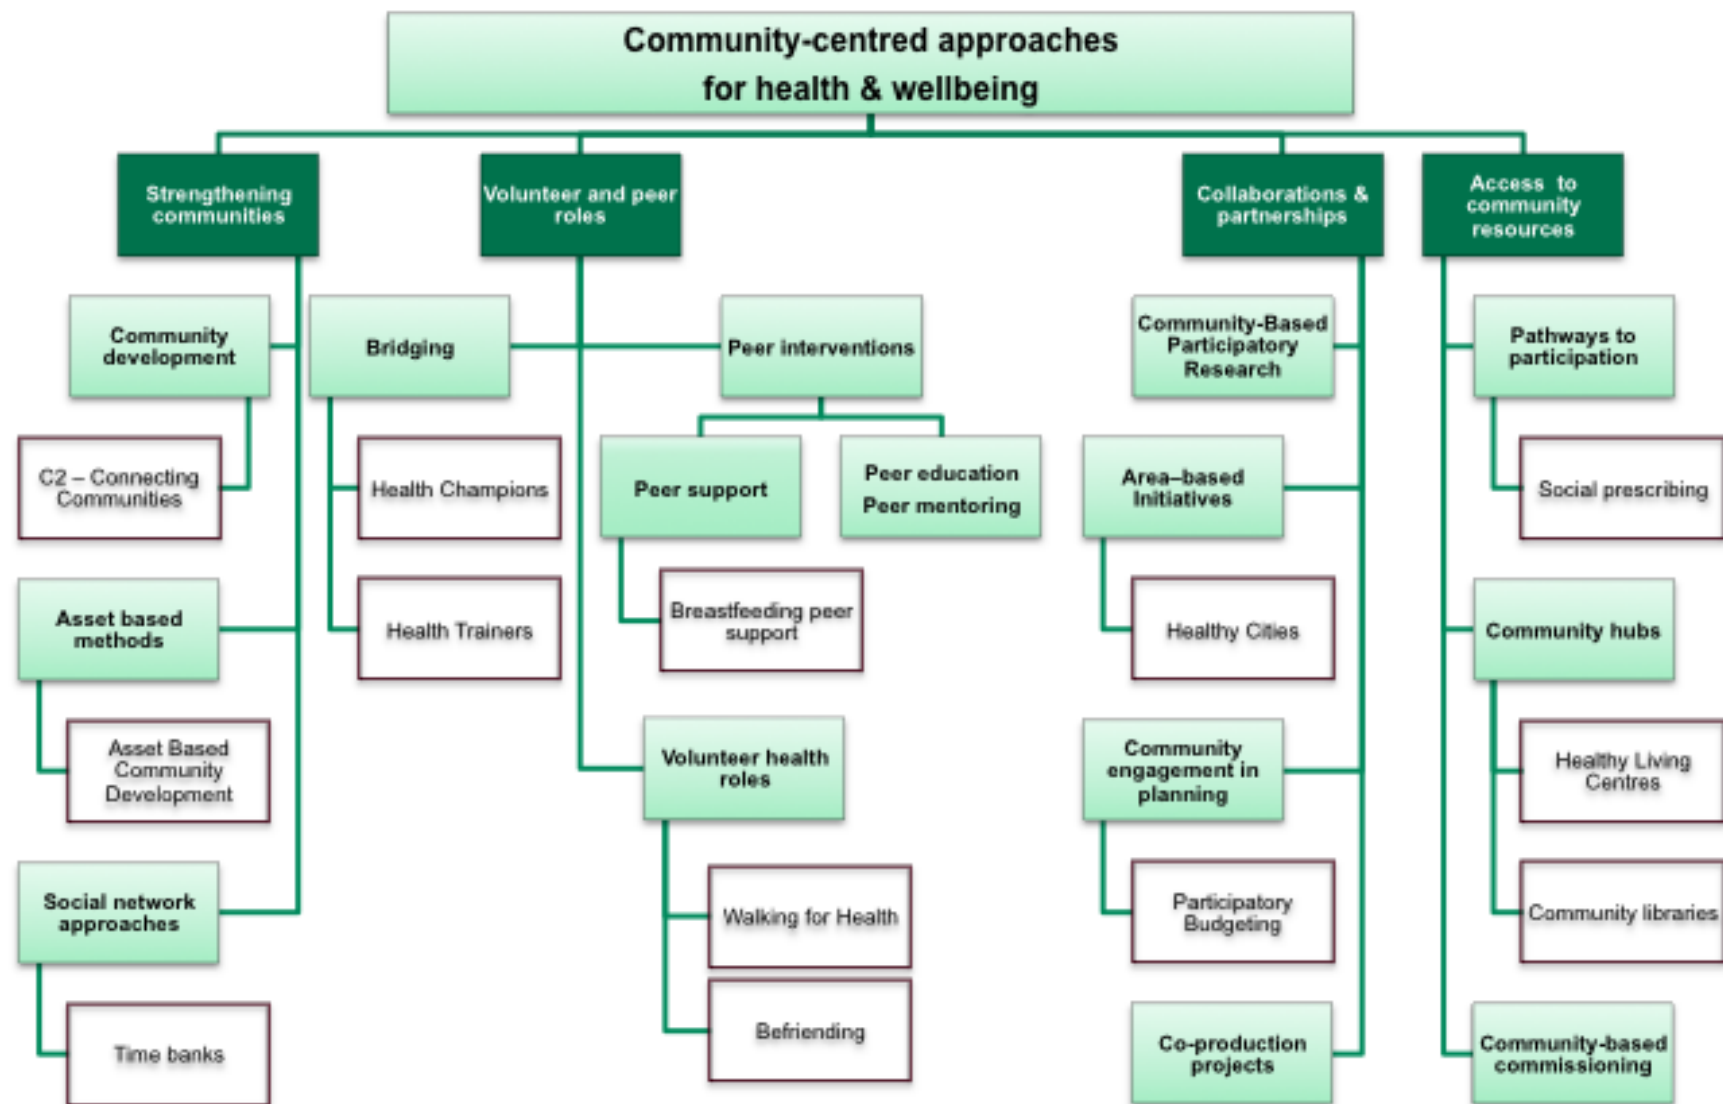 Community-centred approaches
for health & wellbeing
Strengthening
communities
Volunteer and peer
roles
Collaborations &
partnerships
Access to
community
resources
Community
development
Bridging
Peer interventions
Community-Based
Participatory
Research
Pathways to
participation
C2 – Connecting
Communities
Health Champions
Peer support
Peer education
Peer mentoring
Area–based
Initiatives
Social prescribing
Asset based
methods
Health Trainers
Breastfeeding peer
support
Healthy Cities
Community hubs
Asset Based
Community
Development
Volunteer health
roles
Community
engagement in
planning
Healthy Living
Centres
Social network
approaches
Walking for Health
Participatory
Budgeting
Community libraries
Time banks
Befriending
Co-production
projects
Community-based
commissioning